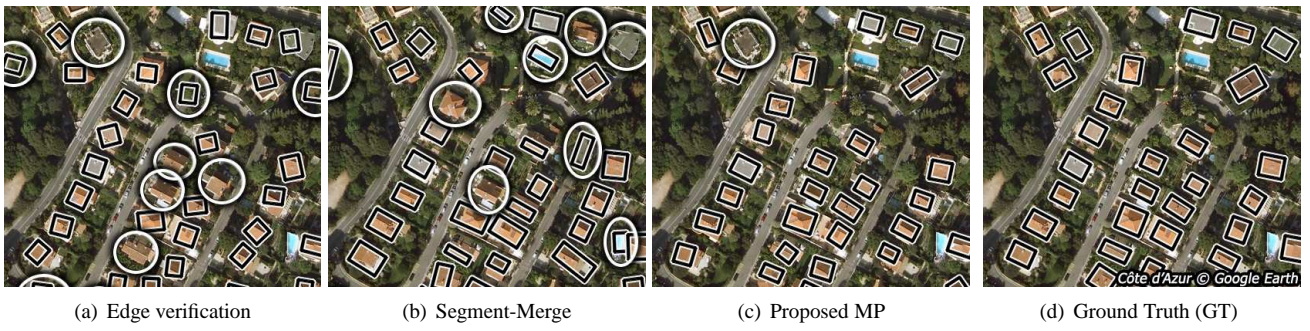 Côte d'Azur © Google Earth
(a) Edge verification
(b) Segment-Merge
(c) Proposed MP
(d) Ground Truth (GT)